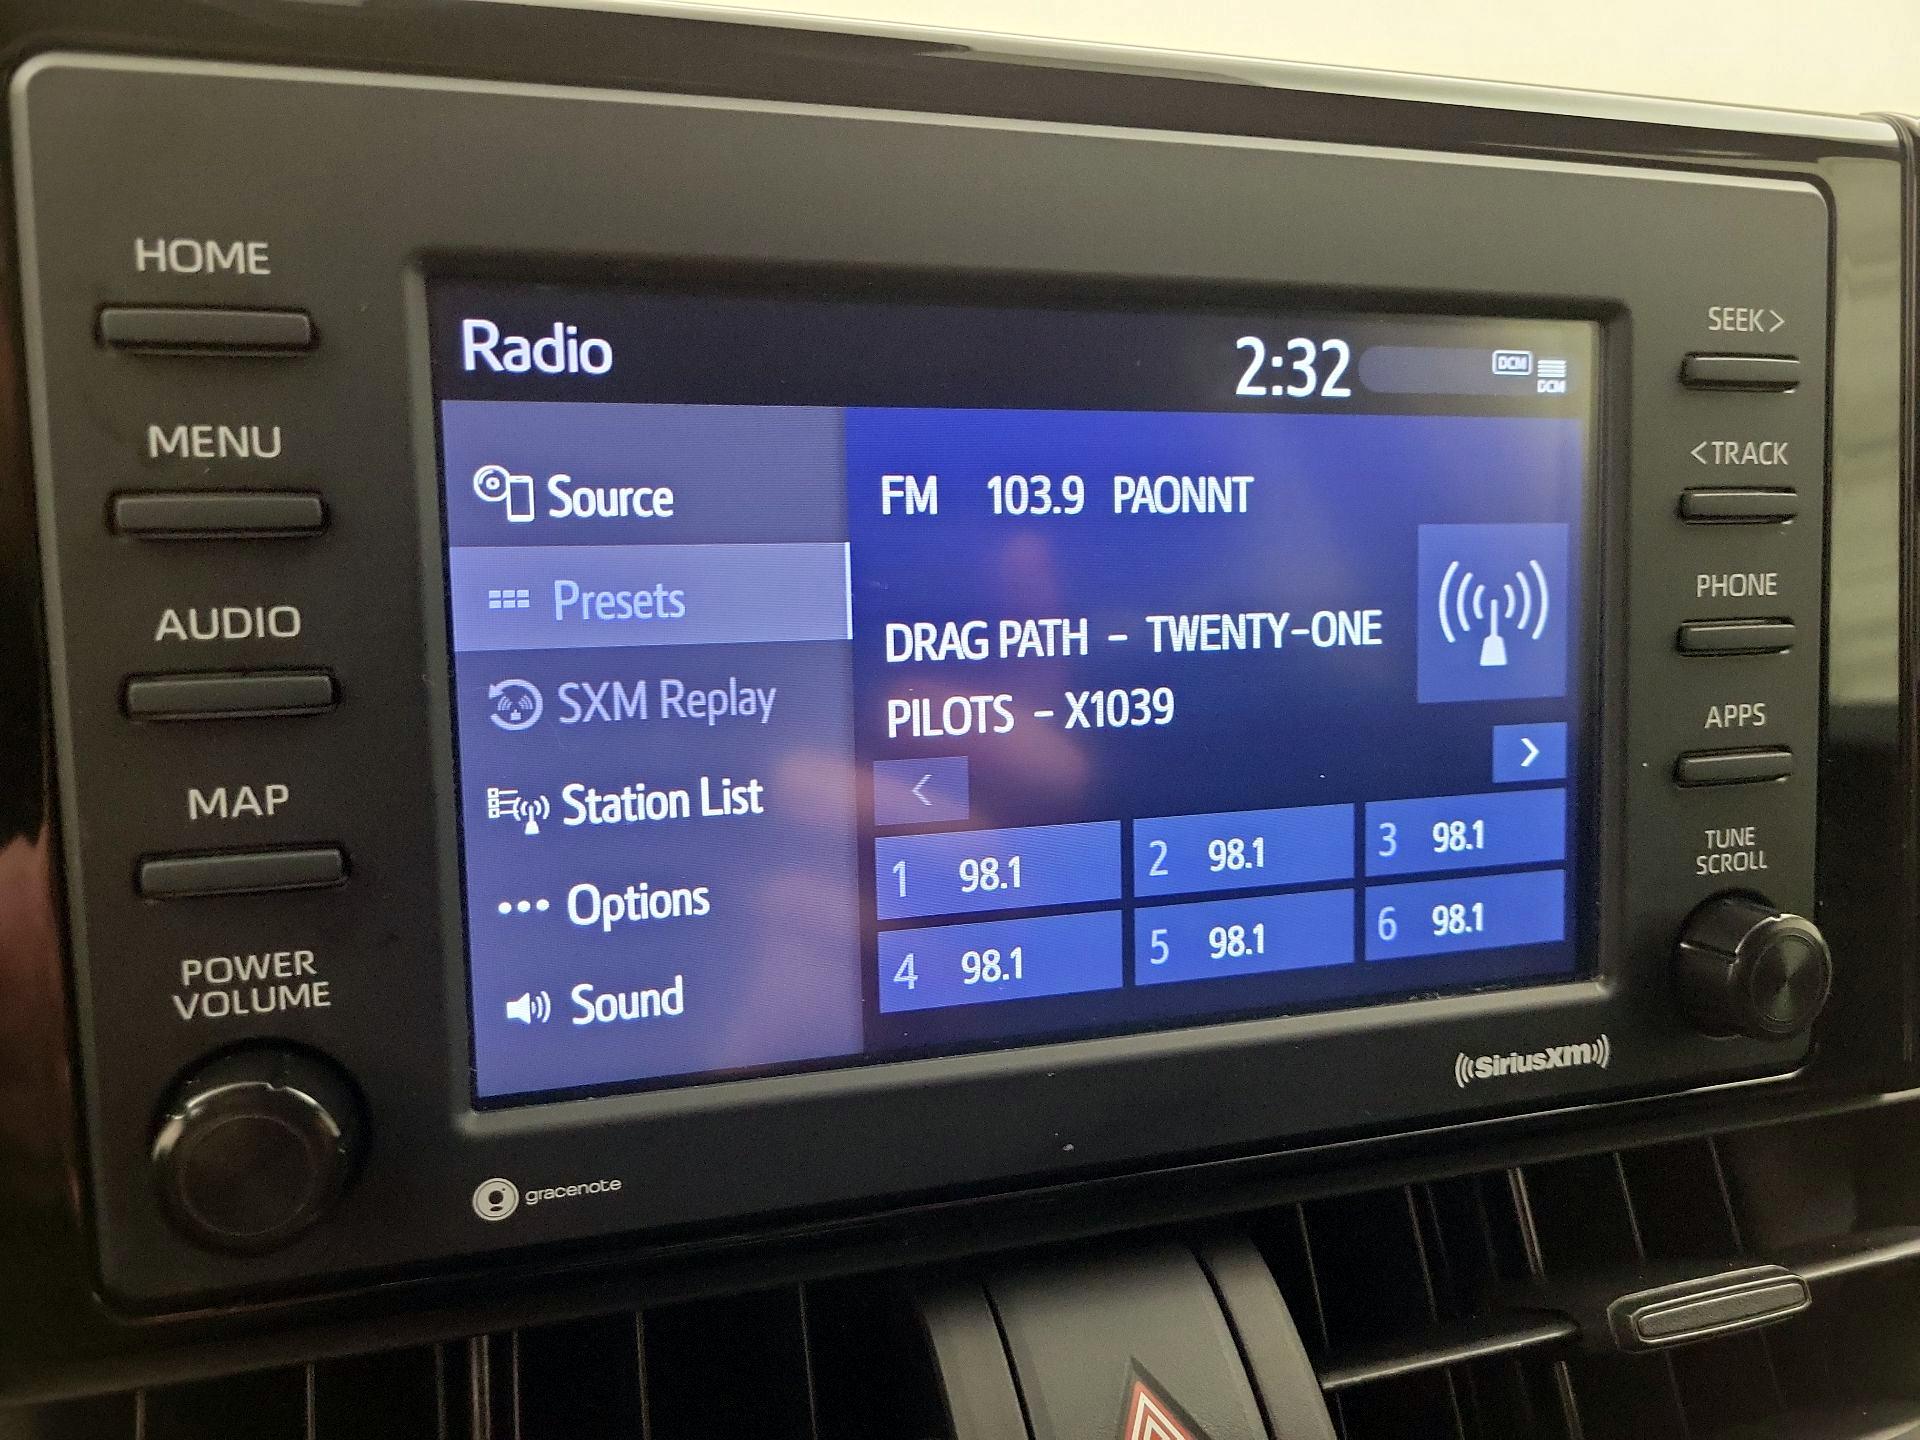 HOME
MENU
AUDIO
MAP
POWER
VOLUME
Radio
2:32
DCM
DCM
Source
Presets
SXM Replay
Station List
Options
Sound
FM 103.9 PAONNT
DRAG PATH - TWENTY-ONE
PILOTS - X1039
<
>
1 98.1
2 98.1
3 98.1
4 98.1
5 98.1
6 98.1
SEEK >
< TRACK
PHONE
APPS
TUNE
SCROLL
gracenote
SiriusXM